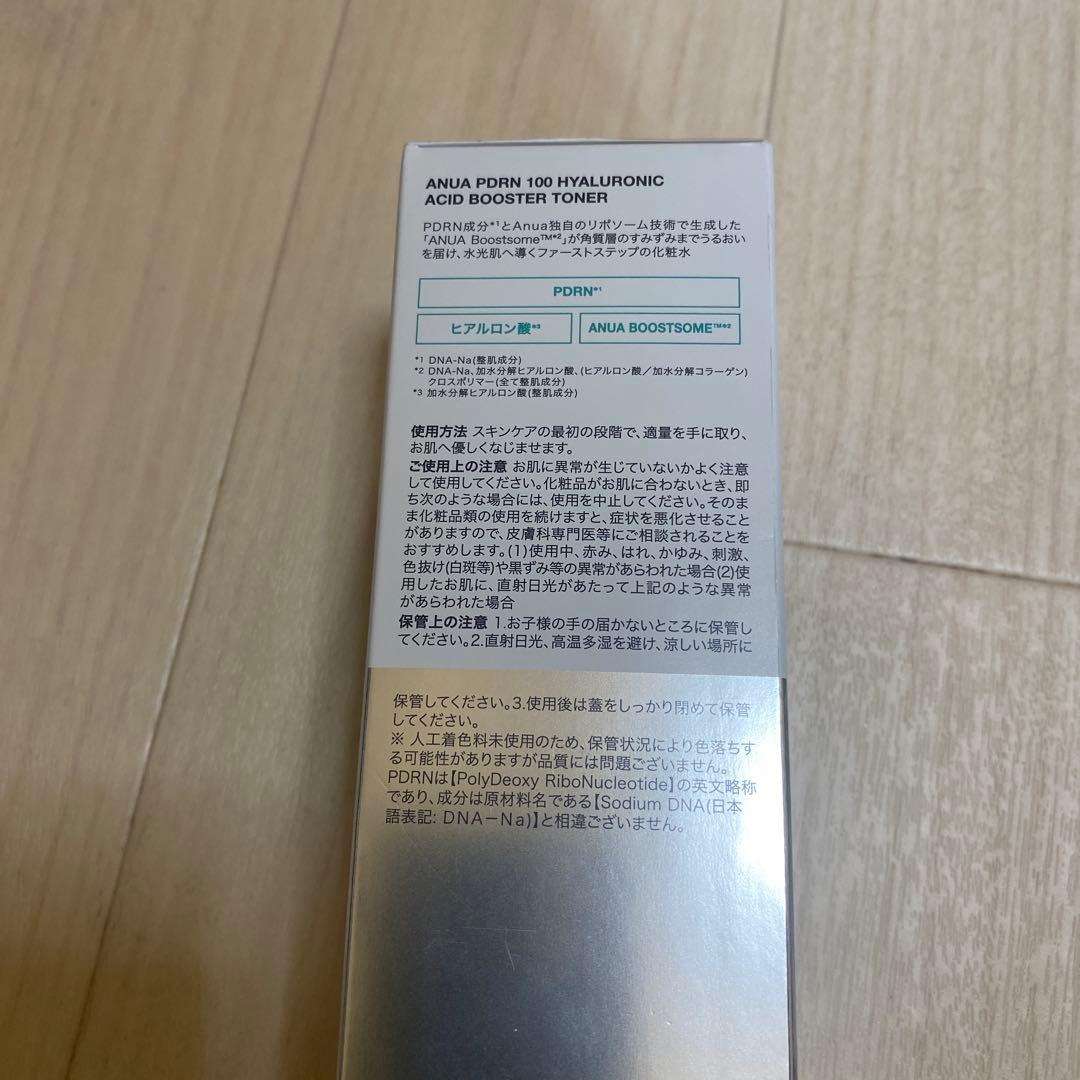 ANUA PDRN 100 HYALURONIC
ACID BOOSTER TONER
PDRN成分*1とAnua独自のリポソーム技術で生成した
「ANUA Boostsome™*2」が角質層のすみずみまでうるおい
を届け、水光肌へ導くファーストステップの化粧水
PDRN*1
ヒアルロン酸*3
ANUA BOOSTSOME™*2
*1 DNA-Na(整肌成分)
*2 DNA-Na、加水分解ヒアルロン酸、(ヒアルロン酸／加水分解コラーゲン)
クロスポリマー(全て整肌成分)
*3 加水分解ヒアルロン酸(整肌成分)
使用方法 スキンケアの最初の段階で、適量を手に取り、
お肌へ優しくなじませます。
ご使用上の注意 お肌に異常が生じていないかよく注意
して使用してください。化粧品がお肌に合わないとき、即
ち次のような場合には、使用を中止してください。そのま
ま化粧品類の使用を続けますと、症状を悪化させること
がありますので、皮膚科専門医等にご相談されることを
おすすめします。(1)使用中、赤み、はれ、かゆみ、刺激、
色抜け(白斑等)や黒ずみ等の異常があらわれた場合(2)使
用したお肌に、直射日光があたって上記のような異常
があらわれた場合
保管上の注意 1.お子様の手の届かないところに保管し
てください。2.直射日光、高温多湿を避け、涼しい場所に
保管してください。3.使用後は蓋をしっかり閉めて保管
してください。
※ 人工着色料未使用のため、保管状況により色落ちす
る可能性がありますが品質には問題ございません。
PDRNは【PolyDeoxy RiboNucleotide】の英文略称
であり、成分は原材料名である【Sodium DNA(日本
語表記: DNA－Na)】と相違ございません。